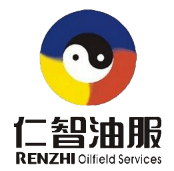 仁智油服
RENZHI Oilfield Services